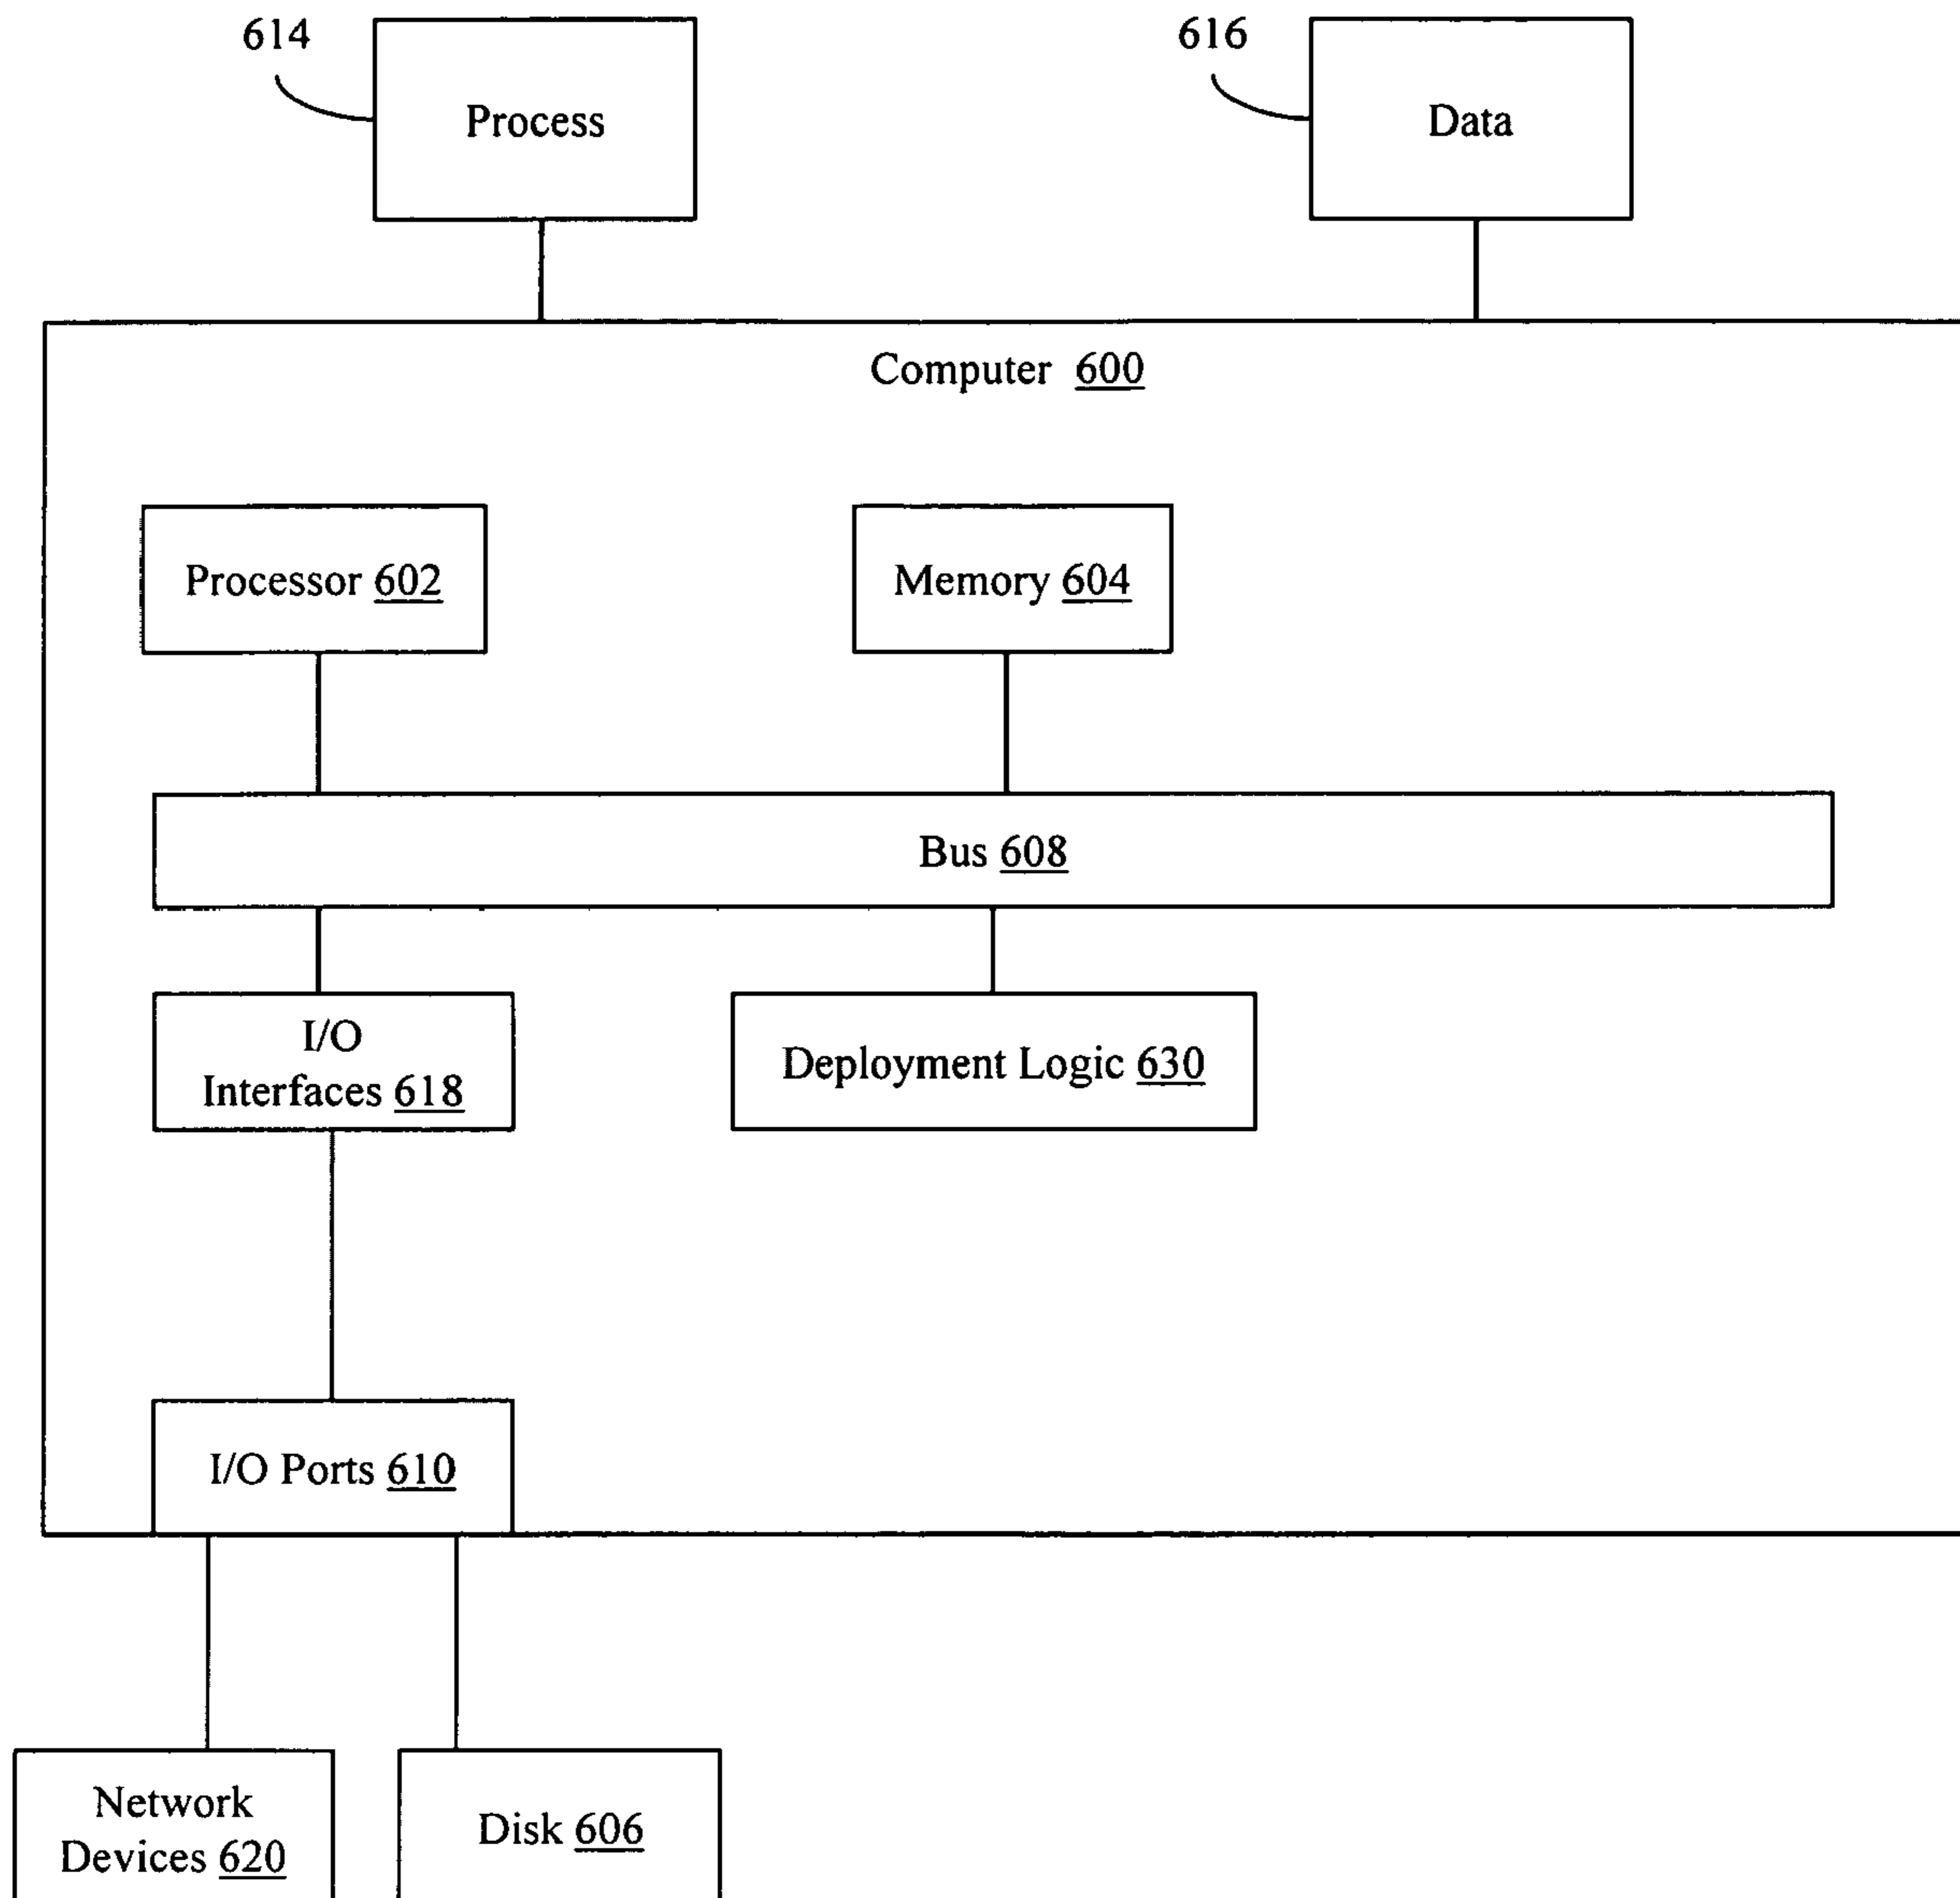 614
Process
616
Data
Computer 600
Processor 602
Memory 604
Bus 608
I/O
Interfaces 618
Deployment Logic 630
I/O Ports 610
Network
Devices 620
Disk 606